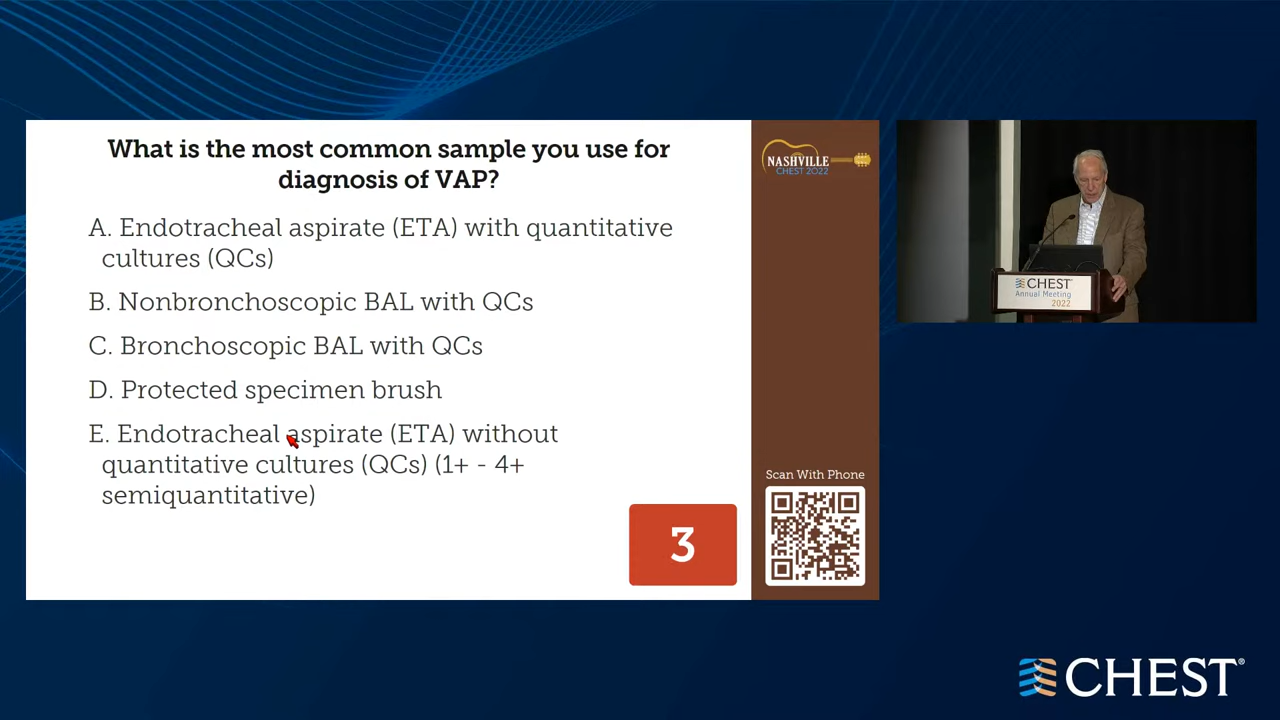 What is the most common sample you use for
diagnosis of VAP?
A. Endotracheal aspirate (ETA) with quantitative
cultures (QCs)
B. Nonbronchoscopic BAL with QCs
C. Bronchoscopic BAL with QCs
D. Protected specimen brush
E. Endotracheal aspirate (ETA) without
quantitative cultures (QCs) (1+ - 4+
semiquantitative)
3
NASHVILLE
CHEST 2022
Scan With Phone
CHEST
Annual Meeting
2022
CHEST®